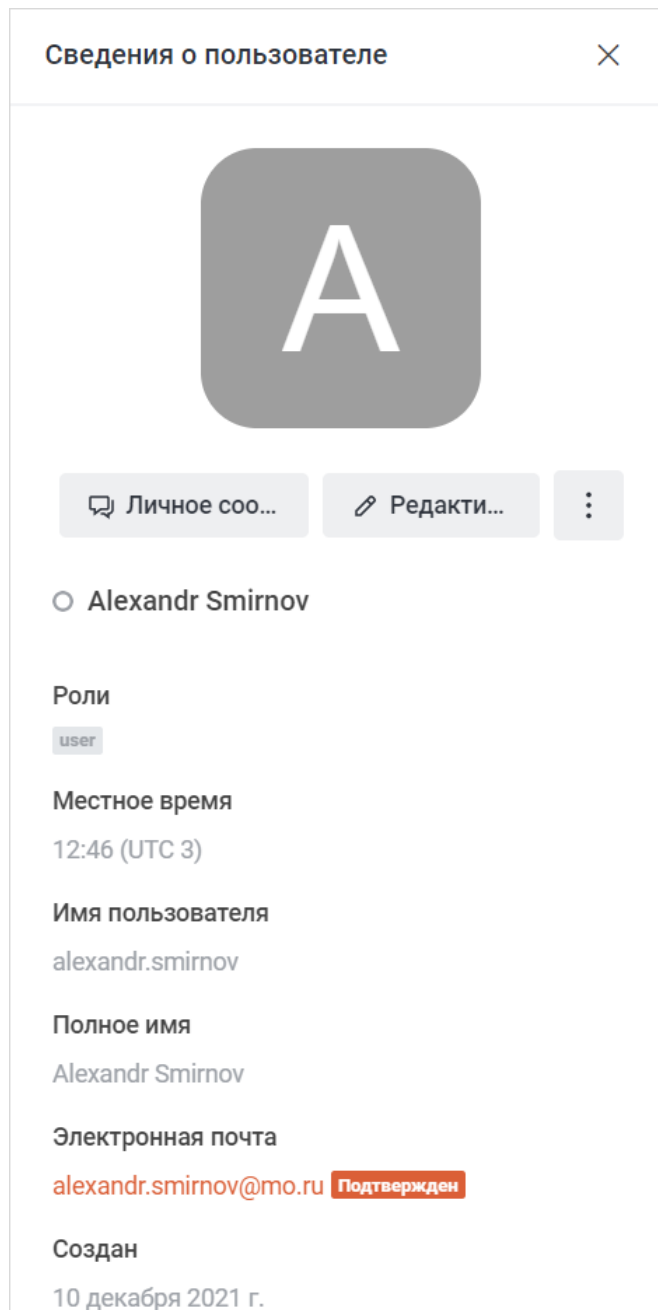 Сведения о пользователе
A
Личное соо...
Редакти...
Alexandr Smirnov
Роли
user
Местное время
12:46 (UTC 3)
Имя пользователя
alexandr.smirnov
Полное имя
Alexandr Smirnov
Электронная почта
alexandr.smirnov@mo.ru Подтвержден
Создан
10 декабря 2021 г.